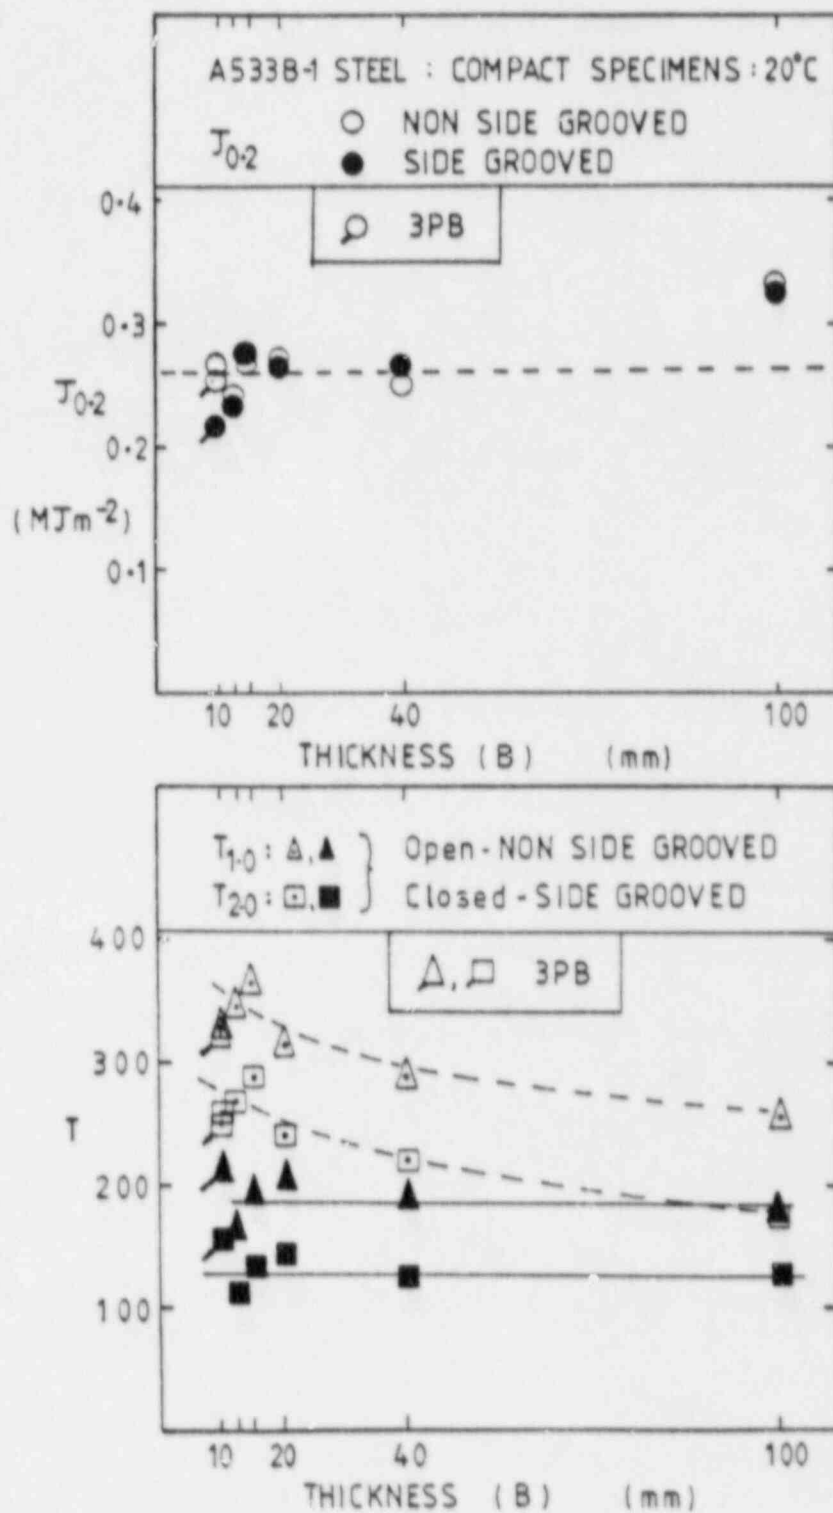 A533B-1 STEEL : COMPACT SPECIMENS : 20°C
J0·2
○ NON SIDE GROOVED
● SIDE GROOVED
3PB
0·4
0·3
J0·2
0·2
(MJm-2)
0·1
10 20 40 100
THICKNESS (B) (mm)
T1·0 : △, ▲ } Open - NON SIDE GROOVED
T2·0 : ⊡, ■ } Closed - SIDE GROOVED
400
△, □ 3PB
300
T
200
100
10 20 40 100
THICKNESS (B) (mm)